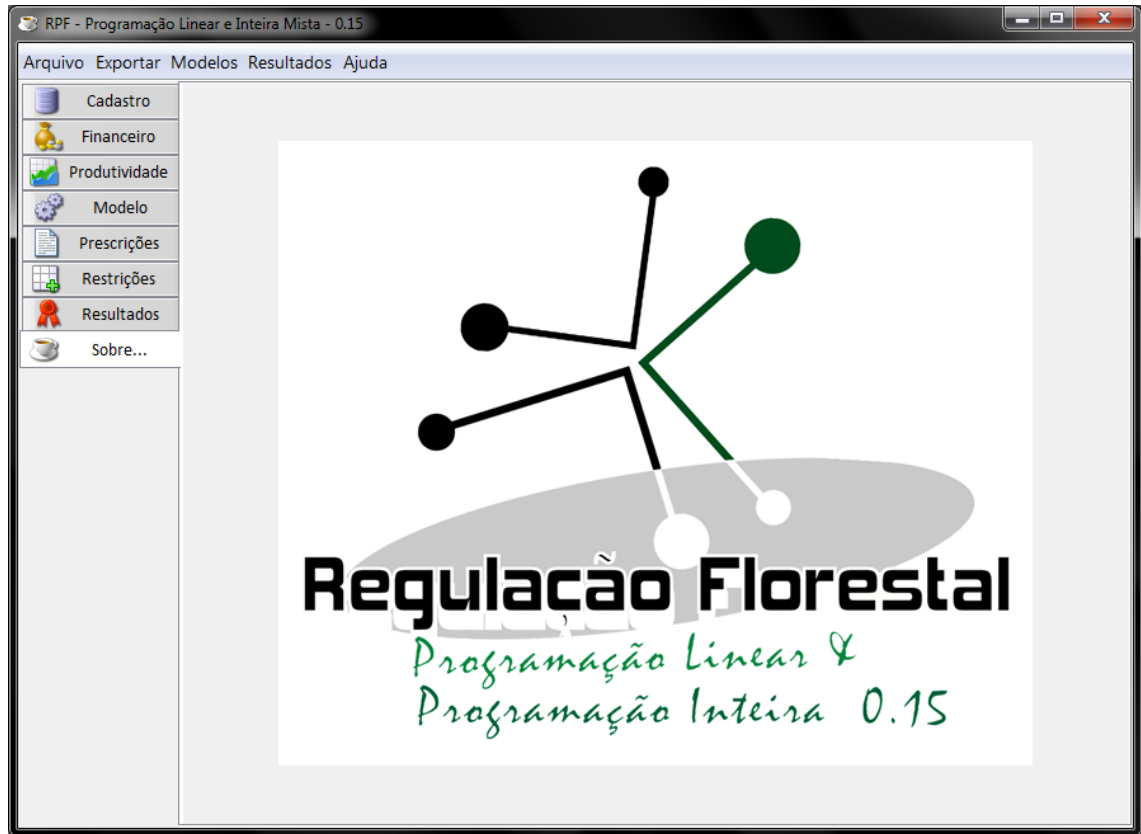 RPF - Programação Linear e Inteira Mista - 0.15
Arquivo Exportar Modelos Resultados Ajuda
Cadastro
Financeiro
Produtividade
Modelo
Prescrições
Restrições
Resultados
Sobre...
Regulação Florestal
Programação Linear &
Programação Inteira 0.15